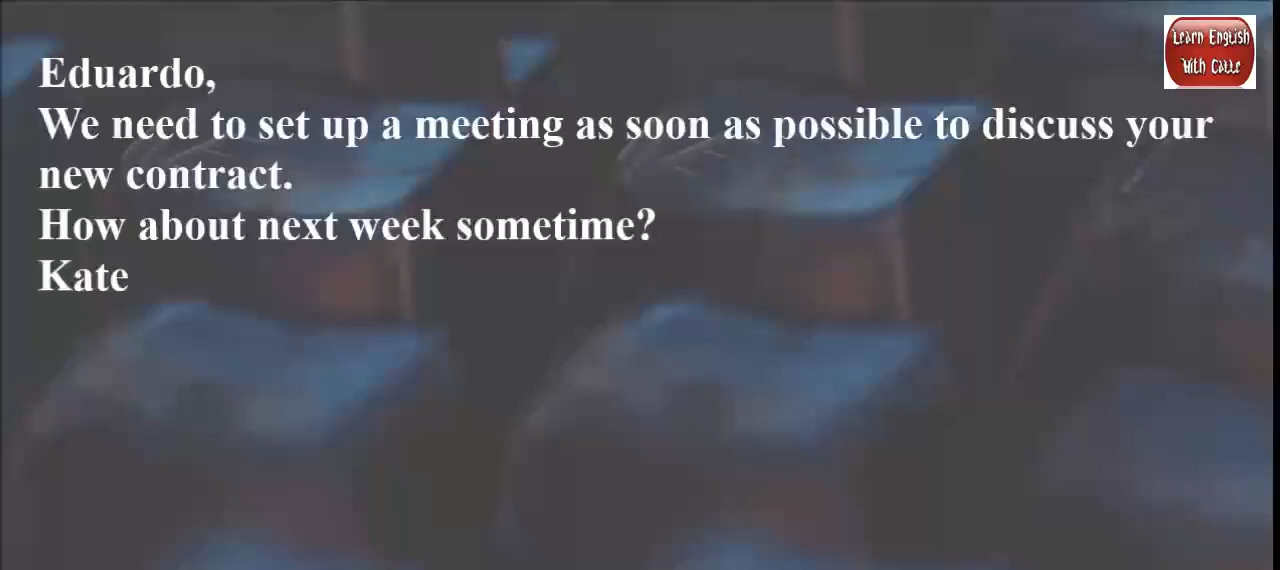 Learn English
With Catte
Eduardo,
We need to set up a meeting as soon as possible to discuss your
new contract.
How about next week sometime?
Kate